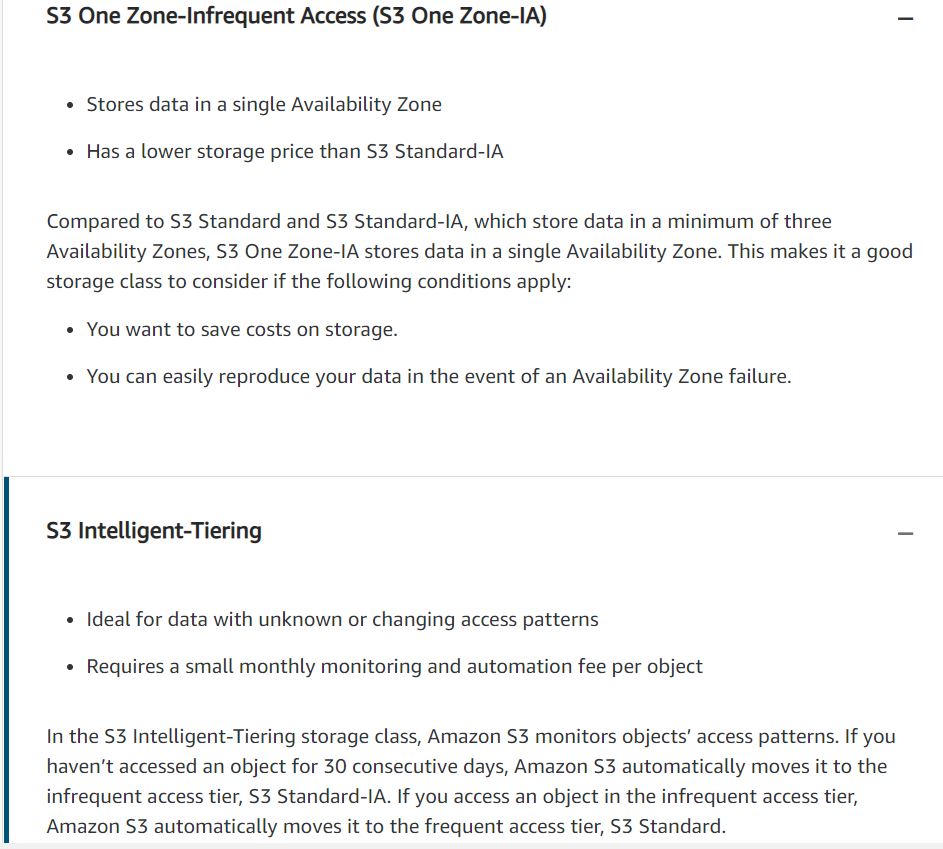 S3 One Zone-Infrequent Access (S3 One Zone-IA)
• Stores data in a single Availability Zone
• Has a lower storage price than S3 Standard-IA
Compared to S3 Standard and S3 Standard-IA, which store data in a minimum of three
Availability Zones, S3 One Zone-IA stores data in a single Availability Zone. This makes it a good
storage class to consider if the following conditions apply:
• You want to save costs on storage.
• You can easily reproduce your data in the event of an Availability Zone failure.
S3 Intelligent-Tiering
• Ideal for data with unknown or changing access patterns
• Requires a small monthly monitoring and automation fee per object
In the S3 Intelligent-Tiering storage class, Amazon S3 monitors objects’ access patterns. If you
haven’t accessed an object for 30 consecutive days, Amazon S3 automatically moves it to the
infrequent access tier, S3 Standard-IA. If you access an object in the infrequent access tier,
Amazon S3 automatically moves it to the frequent access tier, S3 Standard.